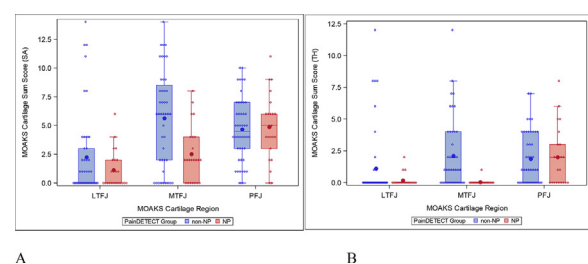 MOAKS Cartilage Sum Score (SA)
12.5
10.0
7.5
5.0
2.5
0.0
LTFJ MTFJ PFJ
MOAKS Cartilage Region
PainDETECT Group non-NP NP
A
MOAKS Cartilage Sum Score (TH)
12.5
10.0
7.5
5.0
2.5
0.0
LTFJ MTFJ PFJ
MOAKS Cartilage Region
PainDETECT Group non-NP NP
B